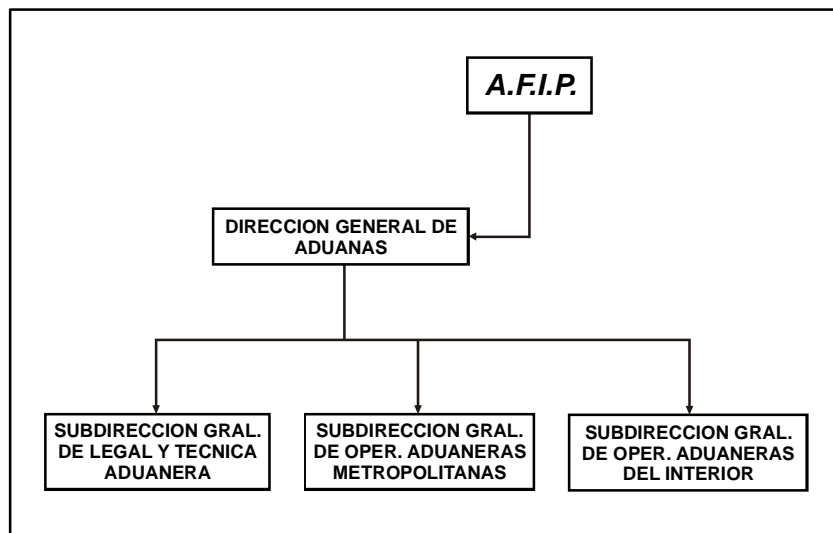 A.F.I.P.
DIRECCION GENERAL DE
ADUANAS
SUBDIRECCION GRAL.
DE LEGAL Y TECNICA
ADUANERA
SUBDIRECCION GRAL.
DE OPER. ADUANERAS
METROPOLITANAS
SUBDIRECCION GRAL.
DE OPER. ADUANERAS
DEL INTERIOR